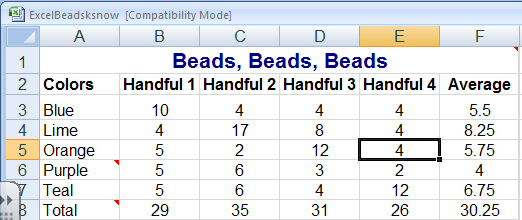 ExcelBeadsksnow [Compatibility Mode]
A B C D E F
1 Beads, Beads, Beads
2 Colors Handful 1 Handful 2 Handful 3 Handful 4 Average
3 Blue 10 4 4 4 5.5
4 Lime 4 17 8 4 8.25
5 Orange 5 2 12 4 5.75
6 Purple 5 6 3 2 4
7 Teal 5 6 4 12 6.75
8 Total 29 35 31 26 30.25